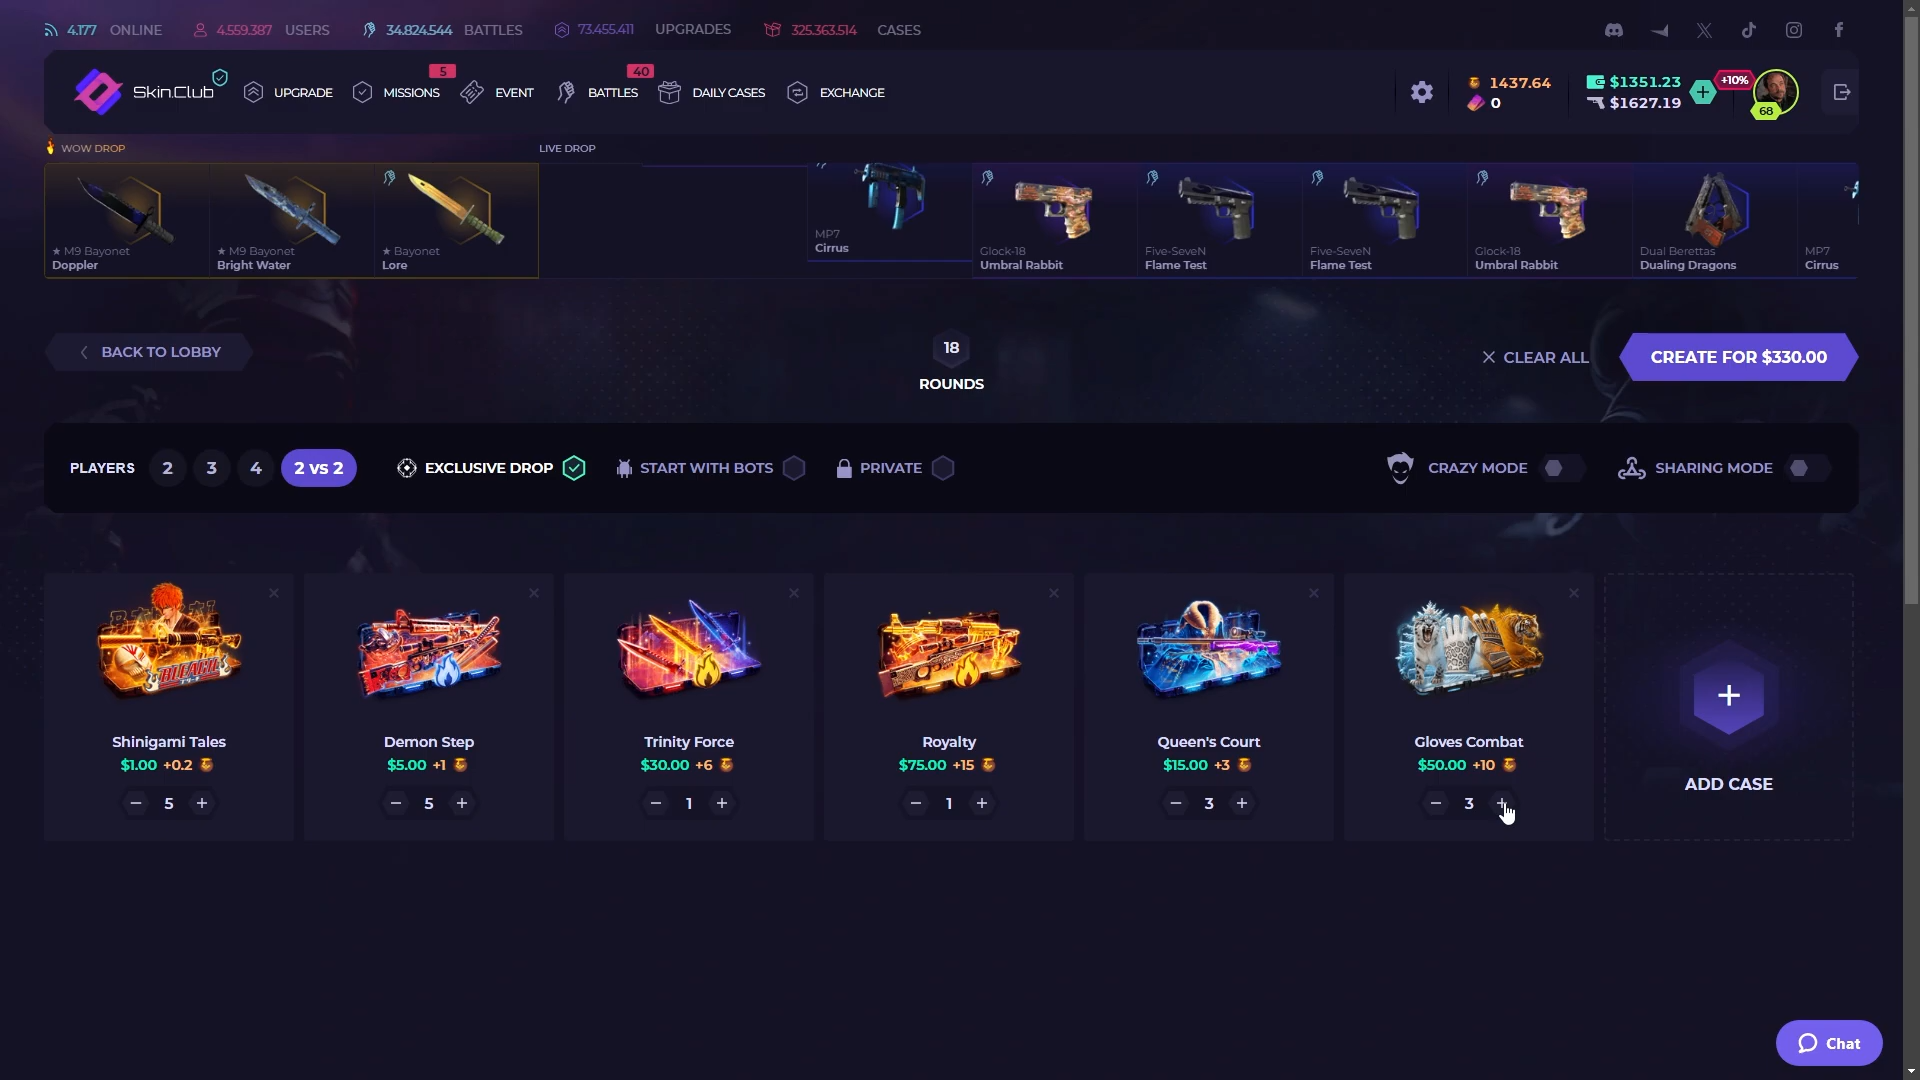 4.177 ONLINE 4.559.387 USERS 34.824.544 BATTLES 73.455.411 UPGRADES 325.363.514 CASES
Skin.Club UPGRADE MISSIONS 5 EVENT BATTLES 40 DAILY CASES EXCHANGE
1437.64 $1351.23 +10%
0 $1627.19 68
WOW DROP LIVE DROP
★ M9 Bayonet
Doppler
★ M9 Bayonet
Bright Water
★ Bayonet
Lore
MP7
Cirrus
Glock-18
Umbral Rabbit
Five-SeveN
Flame Test
Five-SeveN
Flame Test
Glock-18
Umbral Rabbit
Dual Berettas
Dualing Dragons
MP7
Cirrus
BACK TO LOBBY
18
ROUNDS
CLEAR ALL
CREATE FOR $330.00
PLAYERS 2 3 4 2 vs 2 EXCLUSIVE DROP START WITH BOTS PRIVATE CRAZY MODE SHARING MODE
BLEACH
Shinigami Tales
$1.00 +0.2
− 5 +
Demon Step
$5.00 +1
− 5 +
Trinity Force
$30.00 +6
− 1 +
Royalty
$75.00 +15
− 1 +
Queen's Court
$15.00 +3
− 3 +
Gloves Combat
$50.00 +10
− 3 +
+
ADD CASE
Chat